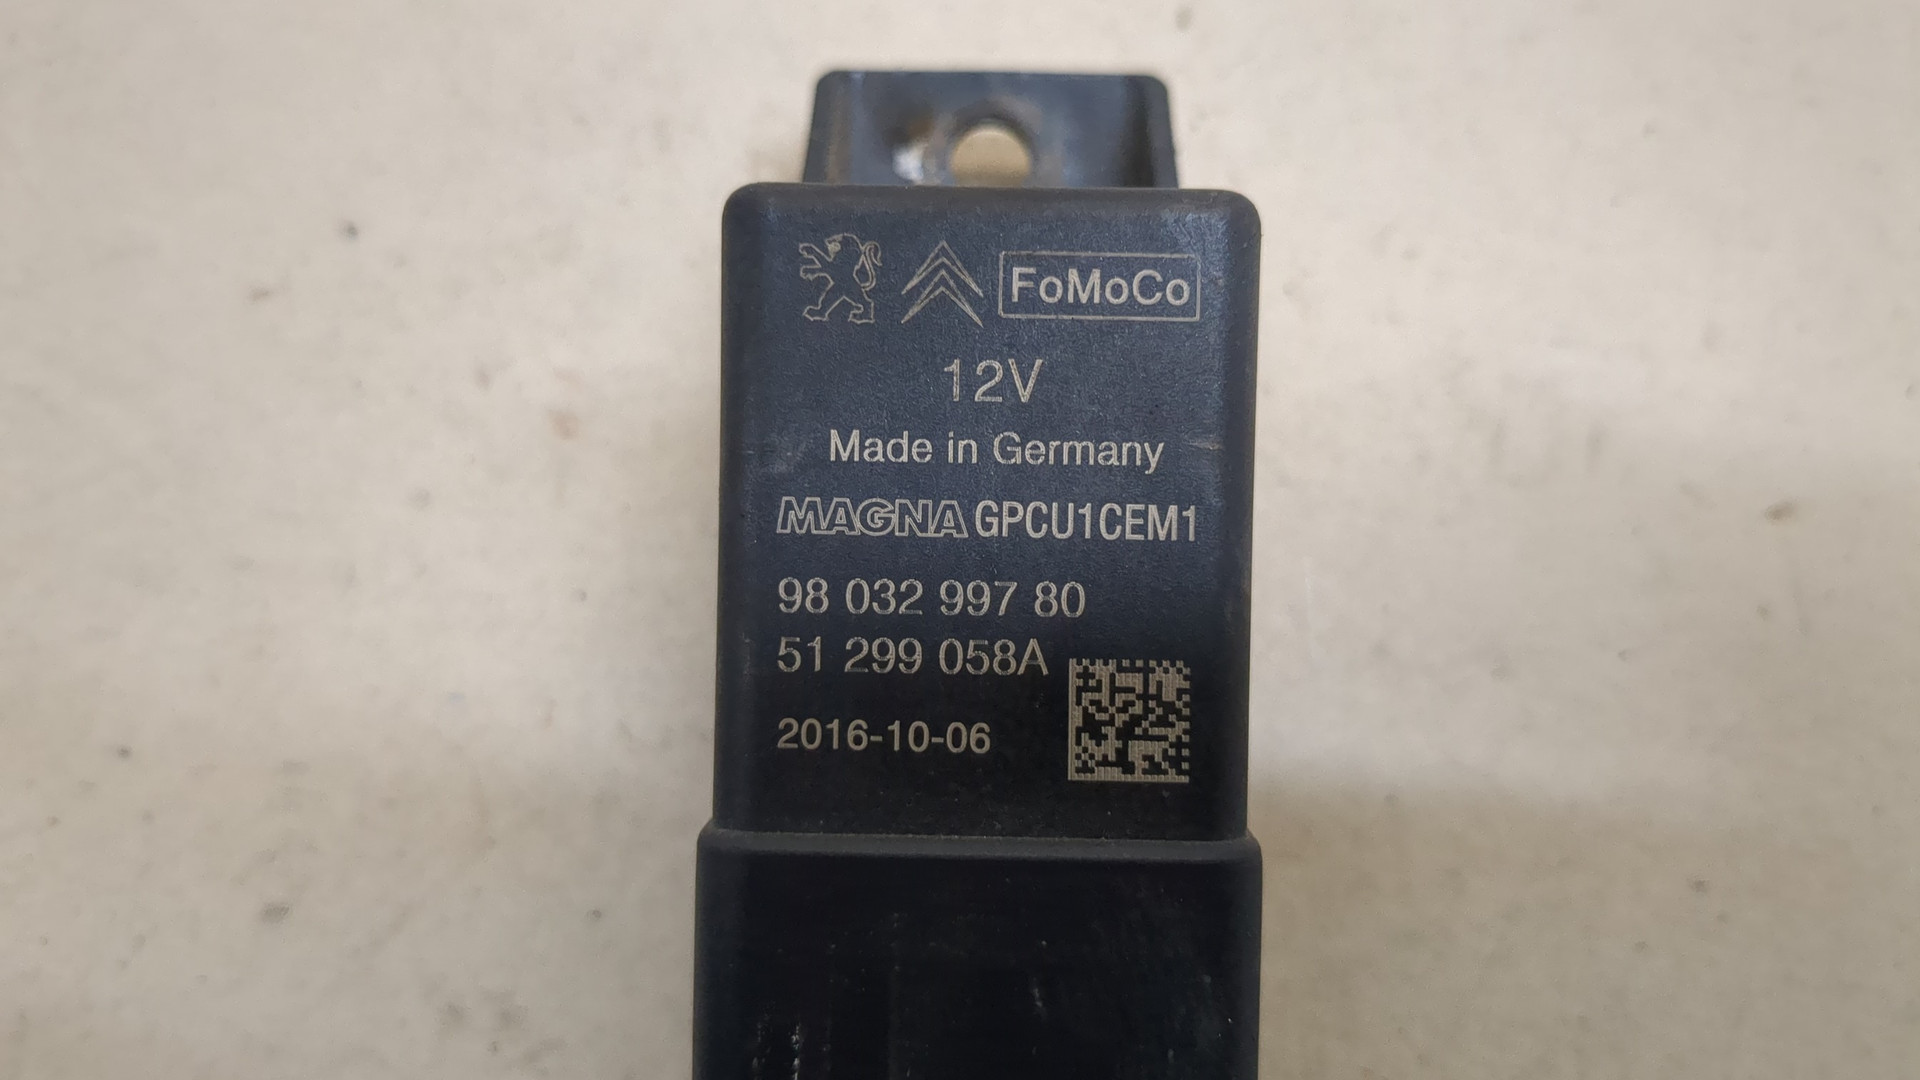 FoMoCo
12V
Made in Germany
MAGNA GPCU1CEM1
98 032 997 80
51 299 058A
2016-10-06